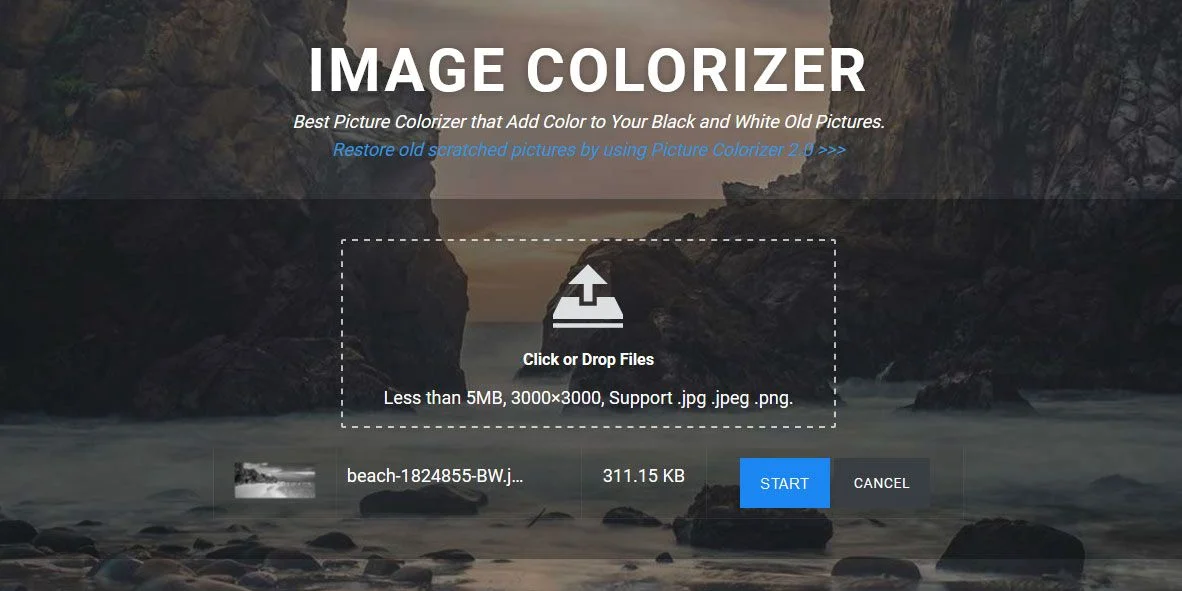 IMAGE COLORIZER
Best Picture Colorizer that Add Color to Your Black and White Old Pictures.
Restore old scratched pictures by using Picture Colorizer 2.0 >>>
Click or Drop Files
Less than 5MB, 3000×3000, Support .jpg .jpeg .png.
beach-1824855-BW.j... 311.15 KB START CANCEL